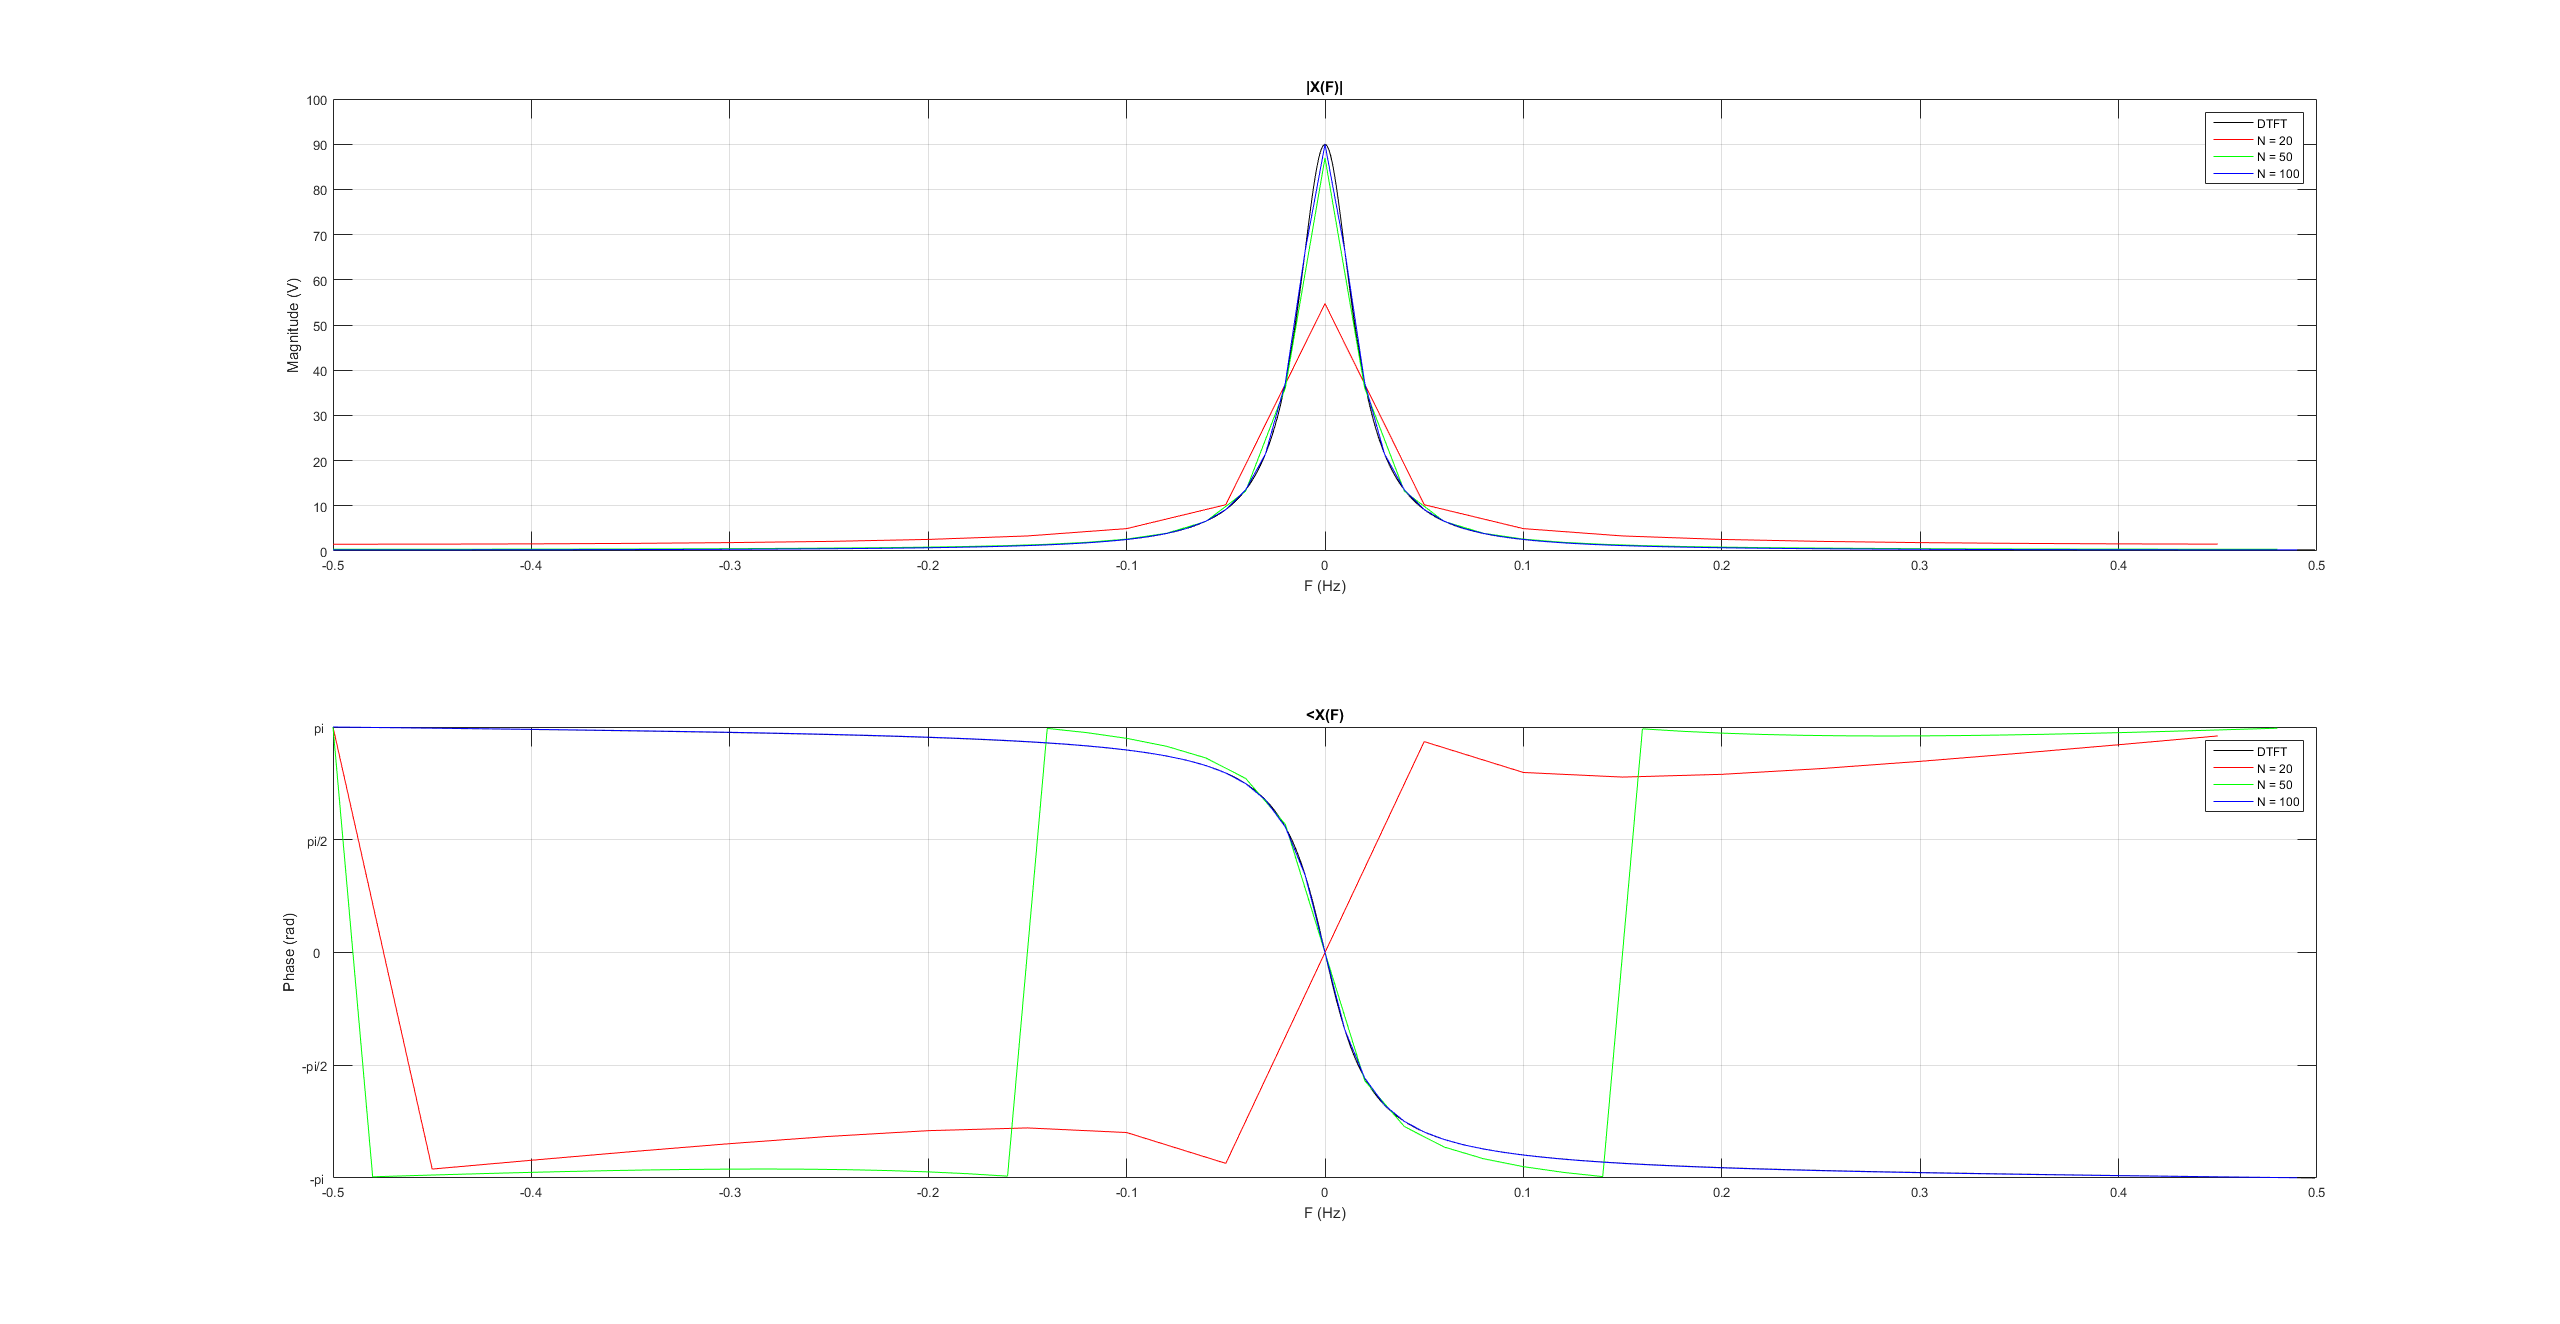 |X(F)|
100
90
80
70
60
50
40
30
20
10
0
Magnitude (V)
DTFT
N = 20
N = 50
N = 100
-0.5 -0.4 -0.3 -0.2 -0.1 0 0.1 0.2 0.3 0.4 0.5
F (Hz)
<X(F)
pi
pi/2
0
-pi/2
-pi
Phase (rad)
DTFT
N = 20
N = 50
N = 100
-0.5 -0.4 -0.3 -0.2 -0.1 0 0.1 0.2 0.3 0.4 0.5
F (Hz)